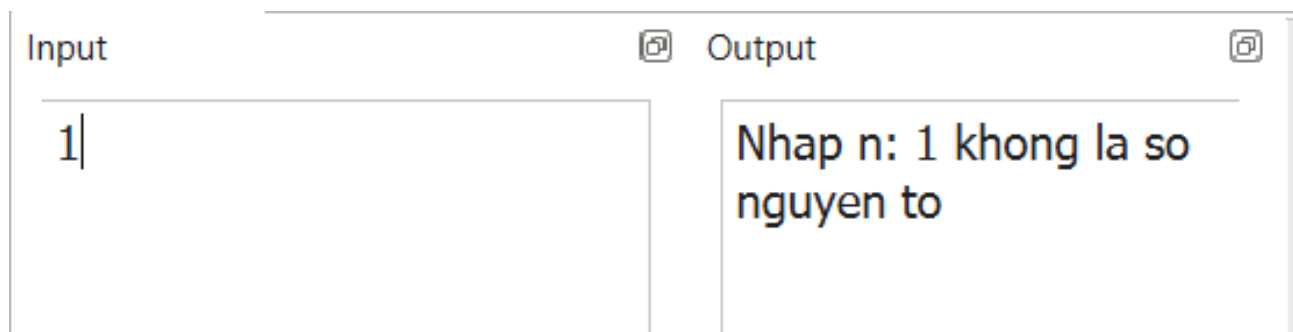 Input
Output
1
Nhap n: 1 khong la so
nguyen to